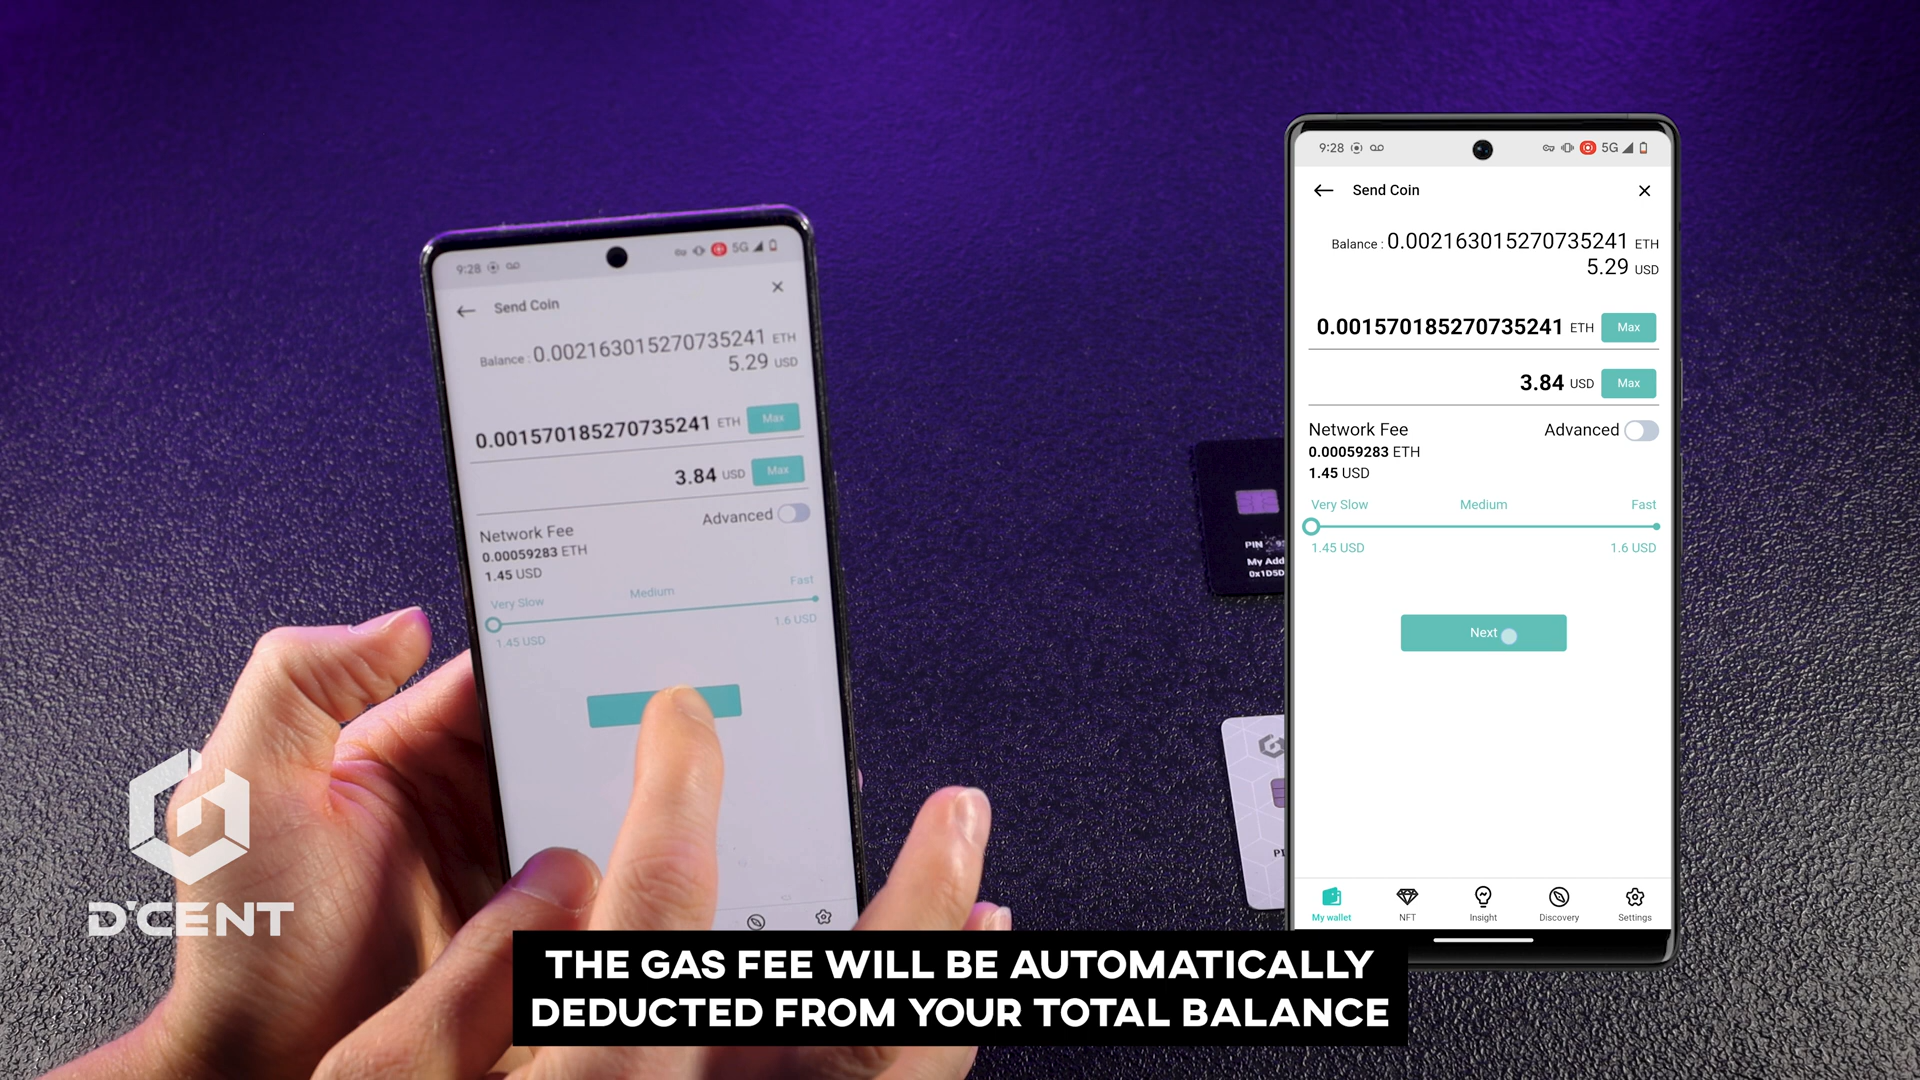 9:28
5G
Send Coin
Balance : 0.002163015270735241 ETH
5.29 USD
0.001570185270735241 ETH Max
3.84 USD Max
Network Fee
Advanced
0.00059283 ETH
1.45 USD
Very Slow Medium Fast
1.45 USD 1.6 USD
9:28
5G
Send Coin
Balance : 0.002163015270735241 ETH
5.29 USD
0.001570185270735241 ETH Max
3.84 USD Max
Network Fee Advanced
0.00059283 ETH
1.45 USD
Very Slow Medium Fast
1.45 USD 1.6 USD
Next
My wallet NFT Insight Discovery Settings
PIN
My Add
0x1D5D
PI
D'CENT
THE GAS FEE WILL BE AUTOMATICALLY
DEDUCTED FROM YOUR TOTAL BALANCE